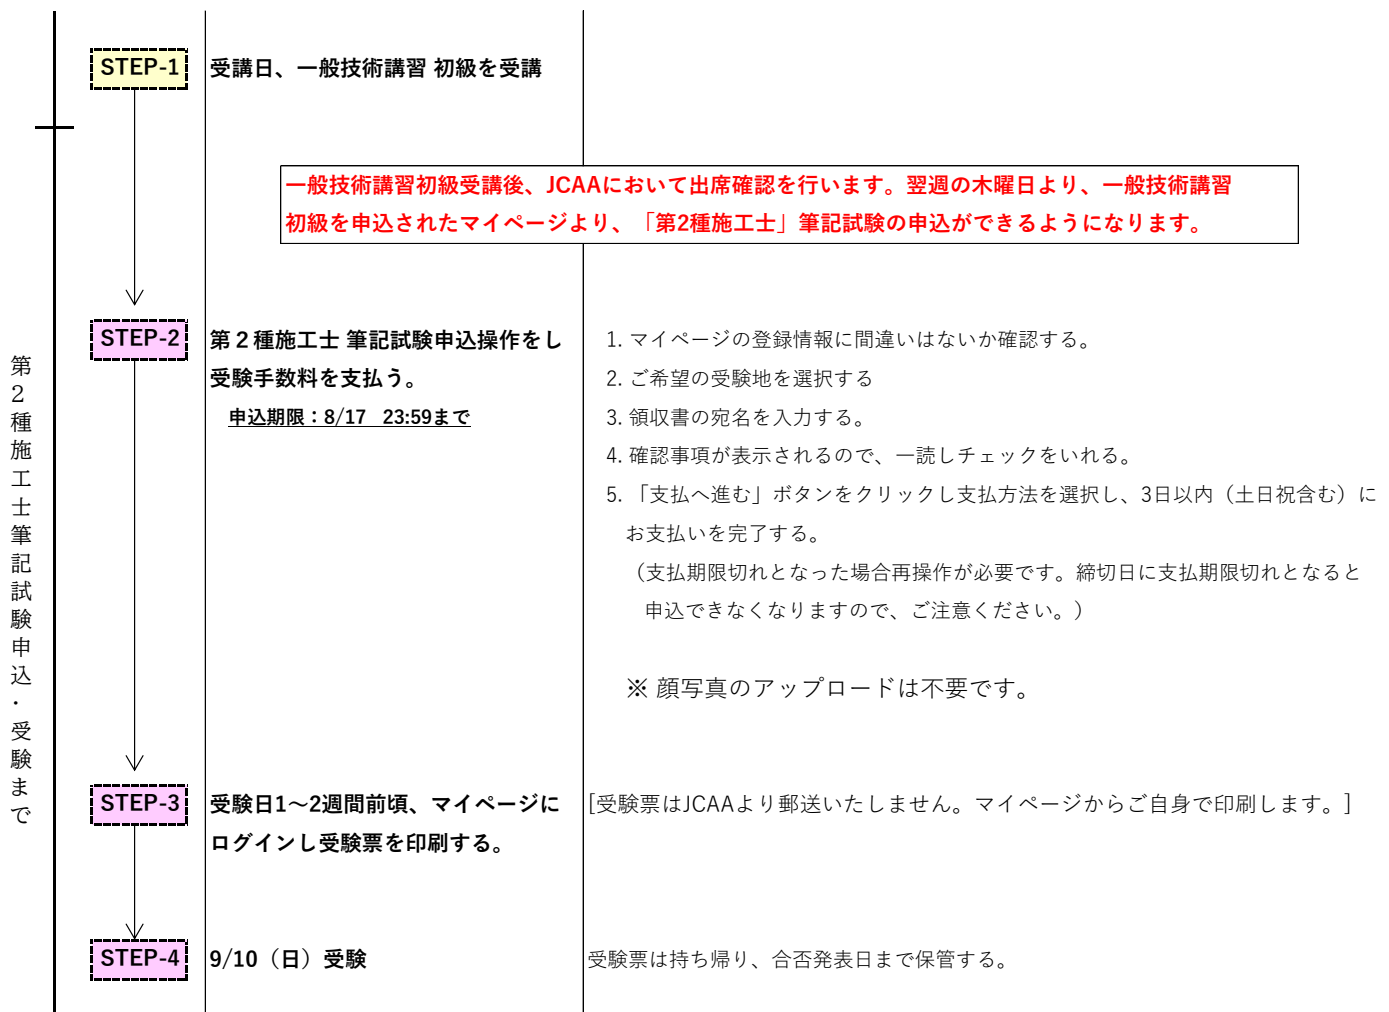 STEP-1
受講日、一般技術講習 初級を受講
一般技術講習初級受講後、JCAAにおいて出席確認を行います。翌週の木曜日より、一般技術講習
初級を申込されたマイページより、「第2種施工士」筆記試験の申込ができるようになります。
第2種施工士筆記試験申込・受験まで
STEP-2
第２種施工士 筆記試験申込操作をし
受験手数料を支払う。
申込期限：8/17 23:59まで
1. マイページの登録情報に間違いはないか確認する。
2. ご希望の受験地を選択する
3. 領収書の宛名を入力する。
4. 確認事項が表示されるので、一読しチェックをいれる。
5. 「支払へ進む」ボタンをクリックし支払方法を選択し、3日以内（土日祝含む）に
お支払いを完了する。
（支払期限切れとなった場合再操作が必要です。締切日に支払期限切れとなると
申込できなくなりますので、ご注意ください。）
※ 顔写真のアップロードは不要です。
STEP-3
受験日1～2週間前頃、マイページに
ログインし受験票を印刷する。
[受験票はJCAAより郵送いたしません。マイページからご自身で印刷します。]
STEP-4
9/10（日）受験
受験票は持ち帰り、合否発表日まで保管する。